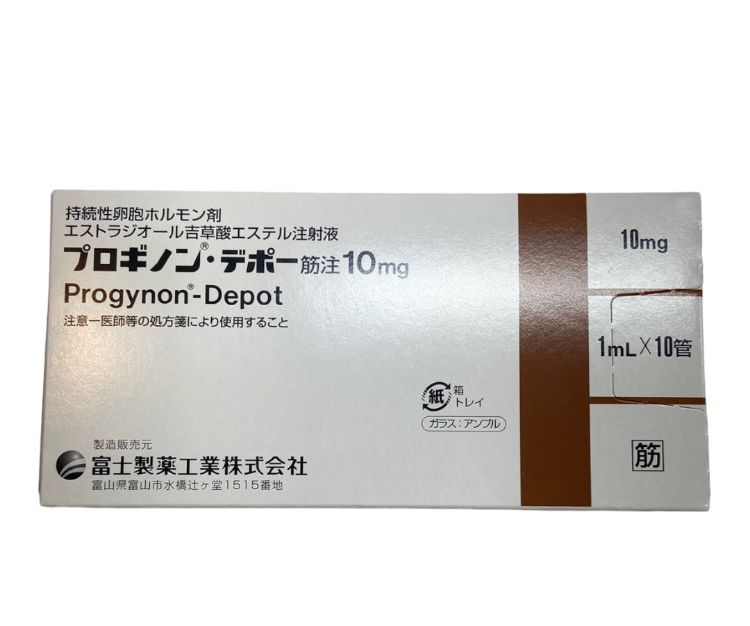 持続性卵胞ホルモン剤
エストラジオール吉草酸エステル注射液
プロギノン®・デポー筋注10mg
Progynon®-Depot
注意－医師等の処方箋により使用すること
紙
箱
トレイ
ガラス:アンプル
製造販売元
富士製薬工業株式会社
富山県富山市水橋辻ヶ堂1515番地
10mg
1mL×10管
筋